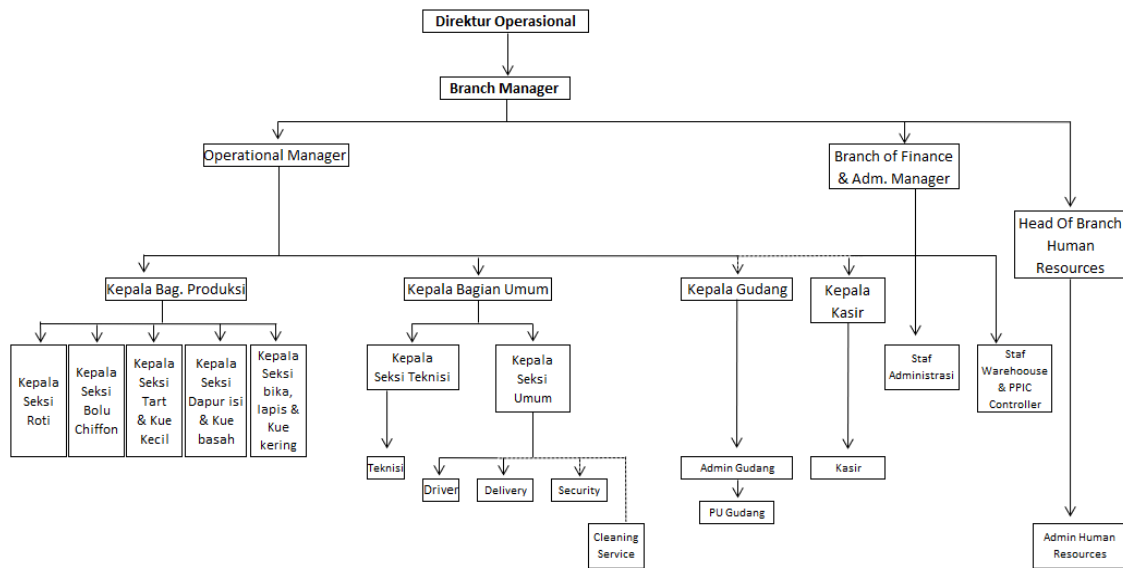 Direktur Operasional
Branch Manager
Operational Manager
Branch of Finance
& Adm. Manager
Head Of Branch
Human
Resources
Kepala Bag. Produksi
Kepala Bagian Umum
Kepala Gudang
Kepala
Kasir
Kepala
Seksi
Roti
Kepala
Seksi
Bolu
Chiffon
Kepala
Seksi
Tart
& Kue
Kecil
Kepala
Seksi
Dapur isi
& Kue
basah
Kepala
Seksi
bika,
lapis &
Kue
kering
Kepala
Seksi Teknisi
Kepala
Seksi
Umum
Staf
Administrasi
Staf
Warehoouse
& PPIC
Controller
Teknisi
Driver
Delivery
Security
Cleaning
Service
Admin Gudang
PU Gudang
Kasir
Admin Human
Resources